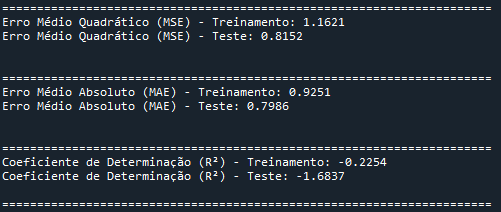 ======================================================================
Erro Médio Quadrático (MSE) - Treinamento: 1.1621
Erro Médio Quadrático (MSE) - Teste: 0.8152
======================================================================
Erro Médio Absoluto (MAE) - Treinamento: 0.9251
Erro Médio Absoluto (MAE) - Teste: 0.7986
======================================================================
Coeficiente de Determinação (R²) - Treinamento: -0.2254
Coeficiente de Determinação (R²) - Teste: -1.6837
======================================================================